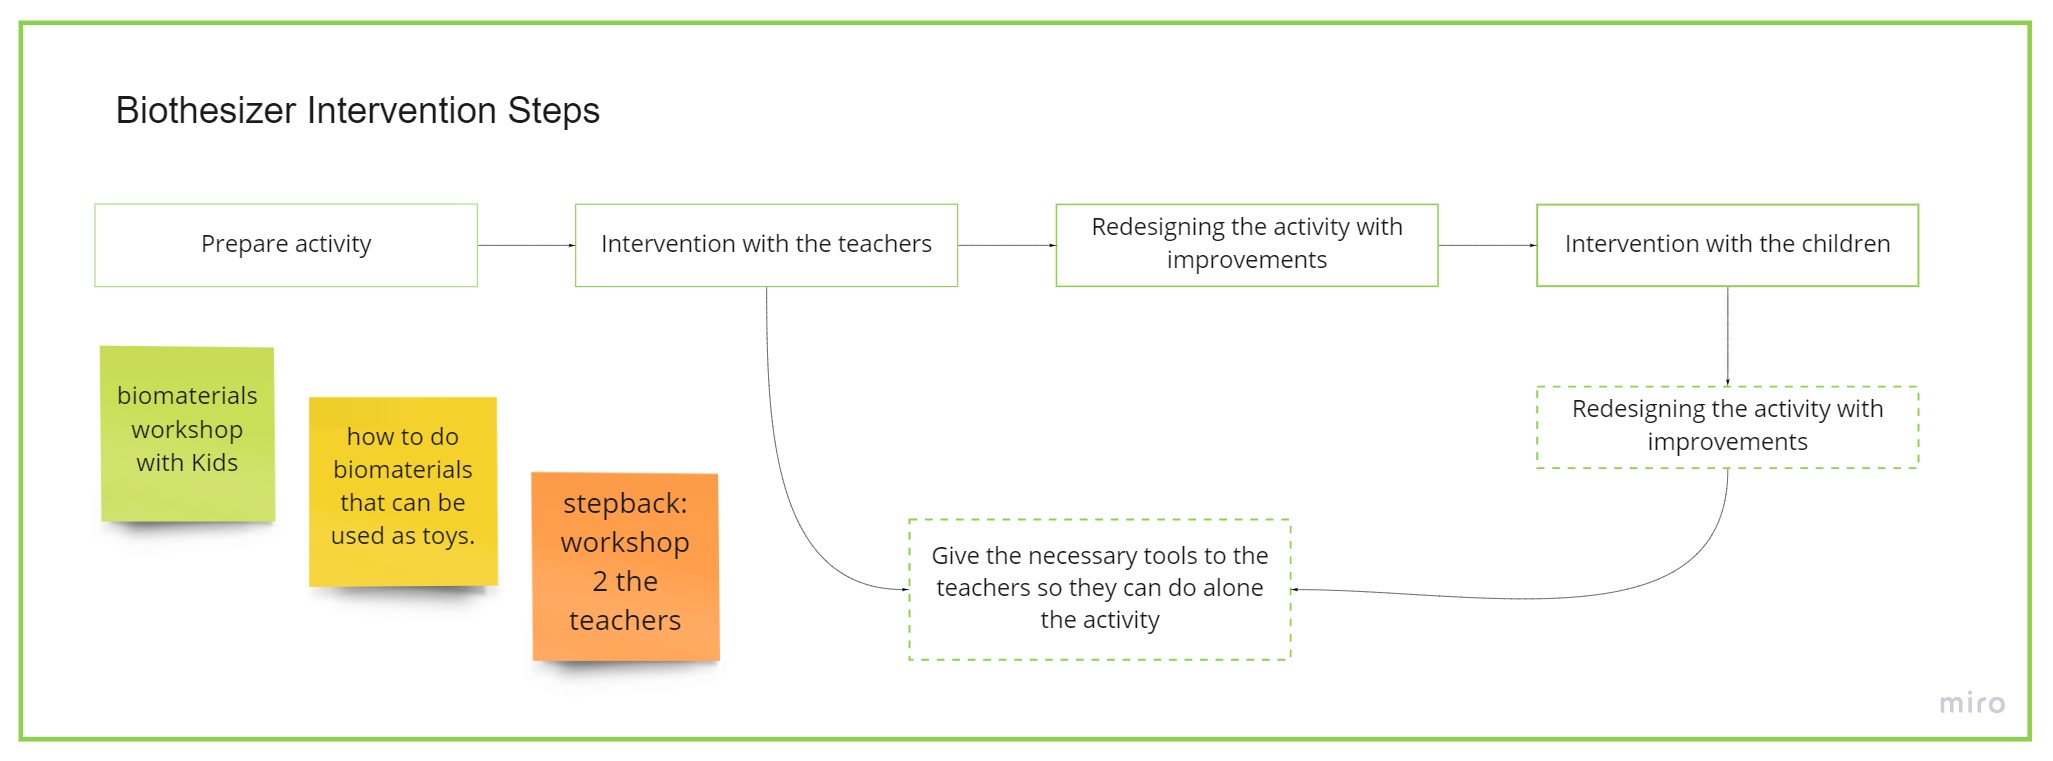 Biothesizer Intervention Steps
Prepare activity
Intervention with the teachers
Redesigning the activity with
improvements
Intervention with the children
biomaterials
workshop
with Kids
how to do
biomaterials
that can be
used as toys.
stepback:
workshop
2 the
teachers
Redesigning the activity with
improvements
Give the necessary tools to the
teachers so they can do alone
the activity
miro